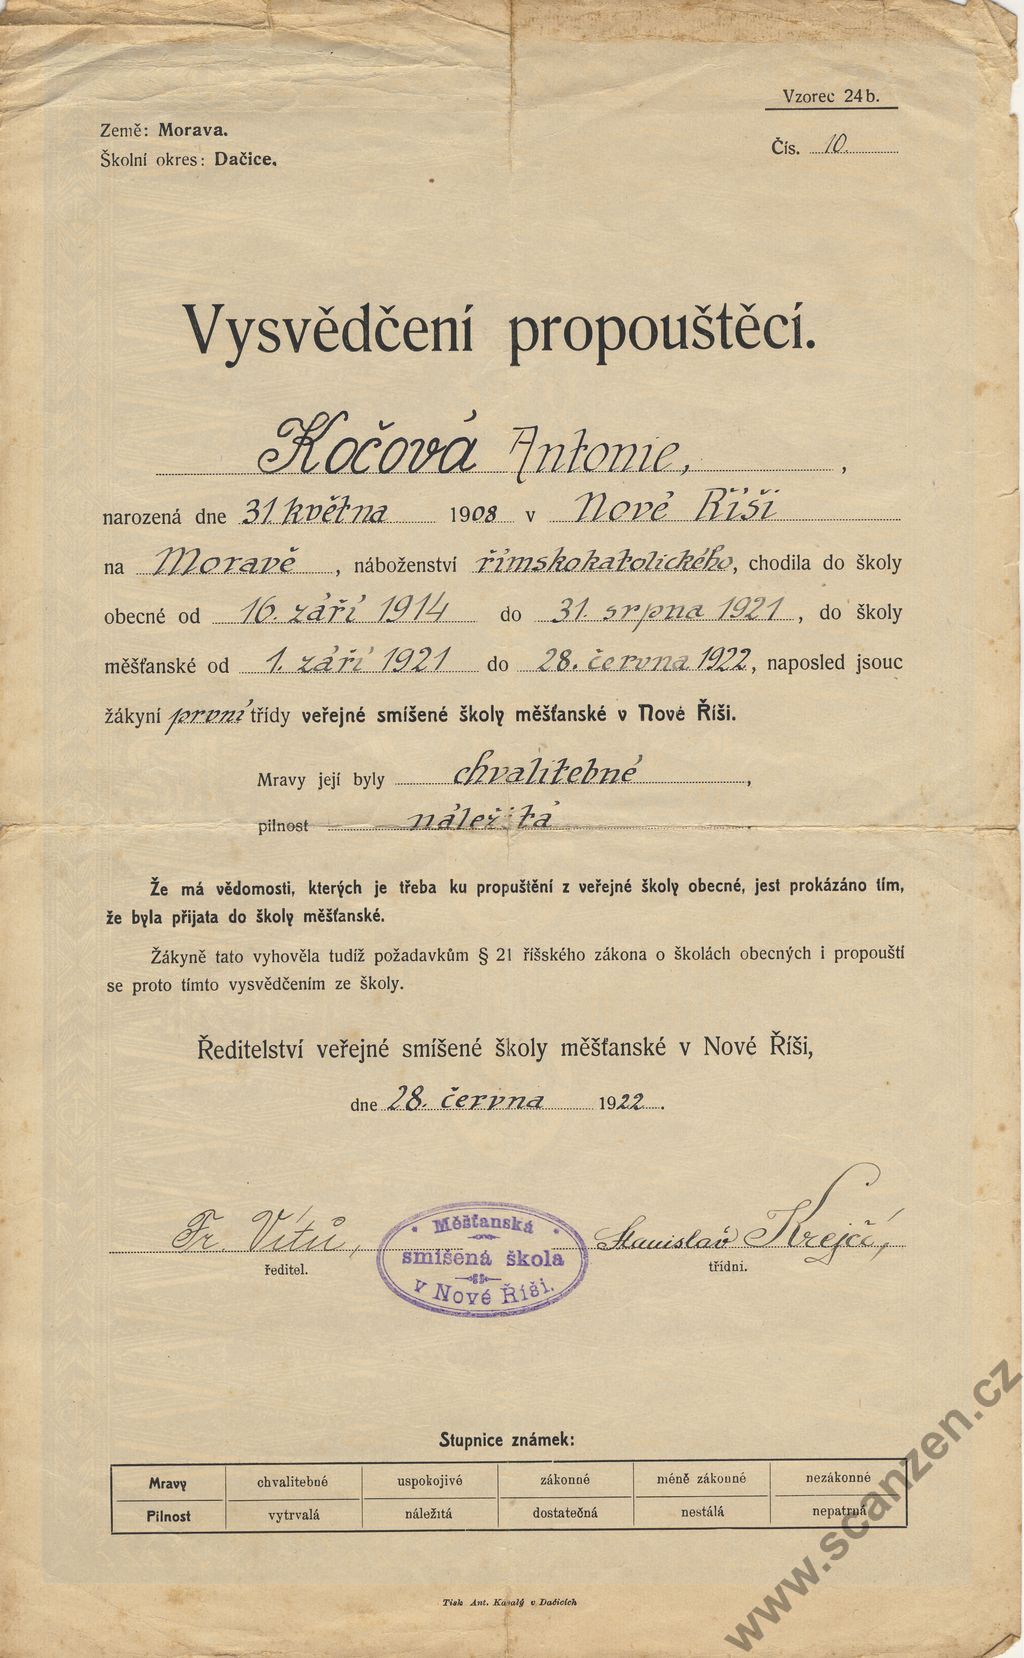 Vzorec 24b.
Země: Morava.
Čís. 10.
Školní okres: Dačice.
Vysvědčení propouštěcí.
Kočová Antonie, ,
narozená dne 31. května 1908 v Nové Říši
na Moravě, náboženství římskokatolického, chodila do školy
obecné od 16. září 1914 do 31. srpna 1921, do školy
měšťanské od 1. září 1921 do 28. června 1922, naposled jsouc
žákyní první třídy veřejné smíšené školy měšťanské v Nové Říši.
Mravy její byly chvalitebné,
pilnost náležitá.
Že má vědomosti, kterých je třeba ku propuštění z veřejné školy obecné, jest prokázáno tím,
že byla přijata do školy měšťanské.
Žákyně tato vyhověla tudíž požadavkům § 21 říšského zákona o školách obecných i propouští
se proto tímto vysvědčením ze školy.
Ředitelství veřejné smíšené školy měšťanské v Nové Říši,
dne 28. června 1922.
Fr Vítů,
ředitel.
Měšťanská
smíšená škola
v Nové Říši.
Stanislav Krejčí,
třídní.
Stupnice známek:
Mravy chvalitebné uspokojivé zákonné méně zákonné nezákonné
Pilnost vytrvalá náležitá dostatečná nestálá nepatrná
Tisk Ant. Kasalý v Dačicích
www.scanzen.cz